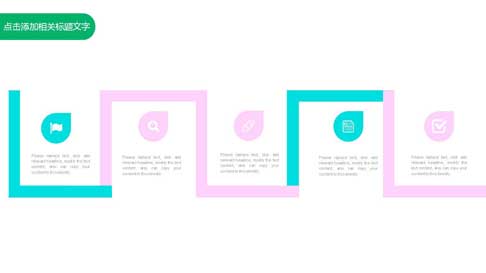 点击添加相关标题文字
Please replace text, click add
relevant headline, modify the text
content, also can copy your
content to this directly.
Please replace text, click add
relevant headline, modify the text
content, also can copy your
content to this directly.
Please replace text, click add
relevant headline, modify the text
content, also can copy your
content to this directly.
Please replace text, click add
relevant headline, modify the text
content, also can copy your
content to this directly.
Please replace text, click add
relevant headline, modify the text
content, also can copy your
content to this directly.